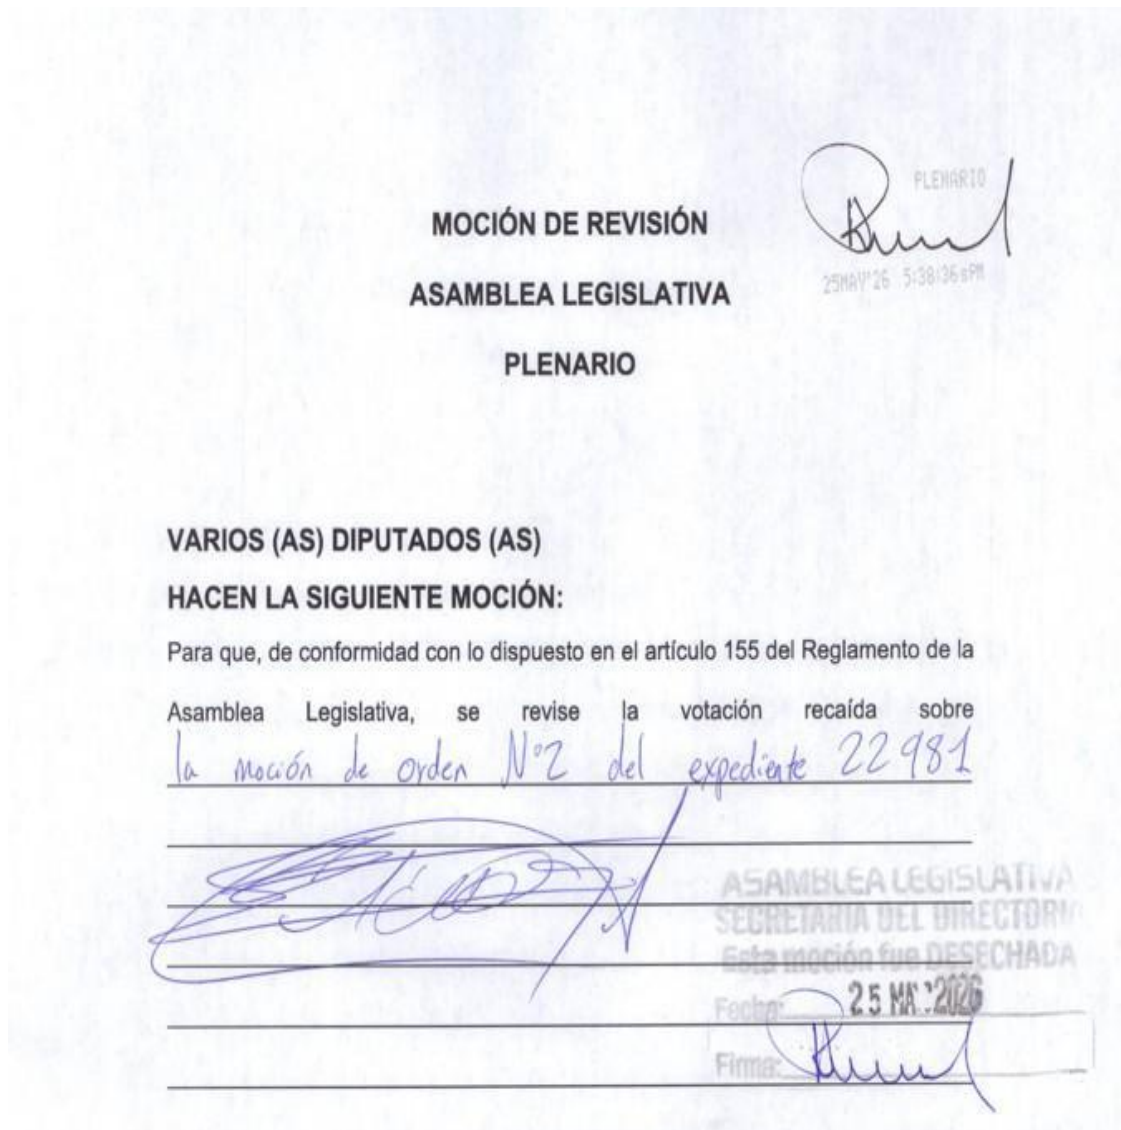 PLENARIO
MOCIÓN DE REVISIÓN
25MAY'26 5:38:36 PM
ASAMBLEA LEGISLATIVA
PLENARIO
VARIOS (AS) DIPUTADOS (AS)
HACEN LA SIGUIENTE MOCIÓN:
Para que, de conformidad con lo dispuesto en el artículo 155 del Reglamento de la
Asamblea Legislativa, se revise la votación recaída sobre
la moción de orden N°2 del expediente 22981
ASAMBLEA LEGISLATIVA
SECRETARIA DEL DIRECTORIO
Esta moción fue DESECHADA
Fecha: 25 MA 2026
Firma: